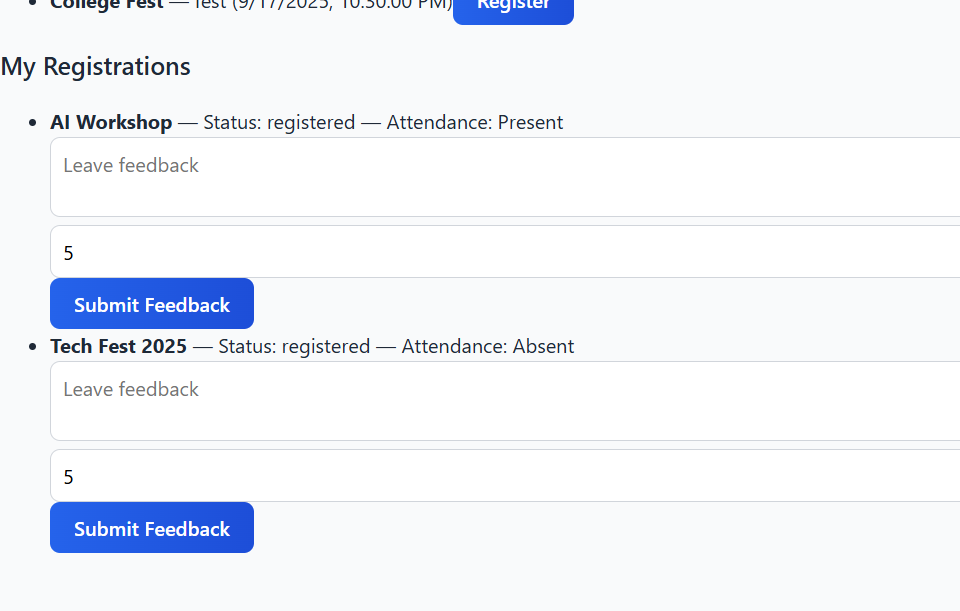 College Fest — Test (9/17/2025, 10:30:00 PM) Register
My Registrations
AI Workshop — Status: registered — Attendance: Present
Leave feedback
5
Submit Feedback
Tech Fest 2025 — Status: registered — Attendance: Absent
Leave feedback
5
Submit Feedback